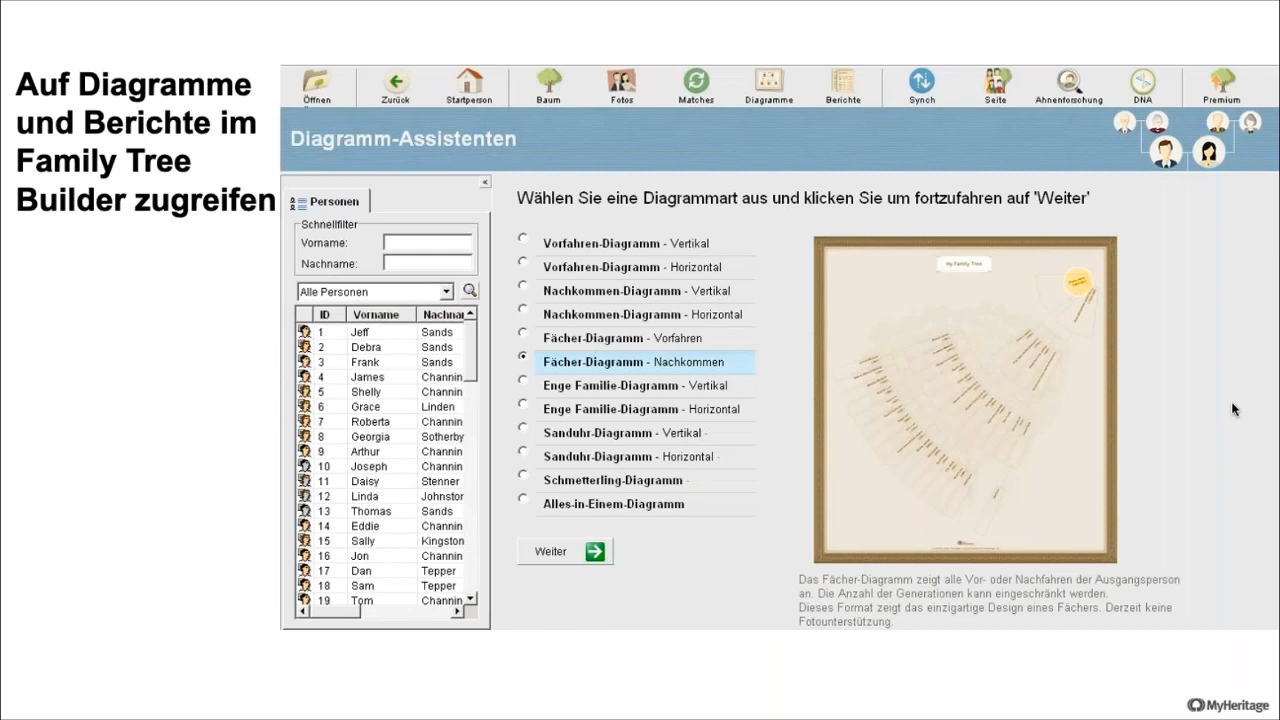 Auf Diagramme
und Berichte im
Family Tree
Builder zugreifen
Öffnen
Zurück
Startperson
Baum
Fotos
Matches
Diagramme
Berichte
Synch
Seite
Ahnenforschung
DNA
Premium
Diagramm-Assistenten
«
Personen
Schnellfilter
Vorname:
Nachname:
Alle Personen
ID Vorname Nachnar
1 Jeff Sands
2 Debra Sands
3 Frank Sands
4 James Channin
5 Shelly Channin
6 Grace Linden
7 Roberta Channin
8 Georgia Sotherby
9 Arthur Channin
10 Joseph Channin
11 Daisy Stenner
12 Linda Johnstor
13 Thomas Sands
14 Eddie Channin
15 Sally Kingston
16 Jon Channin
17 Dan Tepper
18 Sam Tepper
19 Tom Channin
Wählen Sie eine Diagrammart aus und klicken Sie um fortzufahren auf 'Weiter'
Vorfahren-Diagramm - Vertikal
Vorfahren-Diagramm - Horizontal
Nachkommen-Diagramm - Vertikal
Nachkommen-Diagramm - Horizontal
Fächer-Diagramm - Vorfahren
Fächer-Diagramm - Nachkommen
Enge Familie-Diagramm - Vertikal
Enge Familie-Diagramm - Horizontal
Sanduhr-Diagramm - Vertikal -
Sanduhr-Diagramm - Horizontal -
Schmetterling-Diagramm -
Alles-in-Einem-Diagramm
Weiter
My Family Tree
Das Fächer-Diagramm zeigt alle Vor- oder Nachfahren der Ausgangsperson
an. Die Anzahl der Generationen kann eingeschränkt werden.
Dieses Format zeigt das einzigartige Design eines Fächers. Derzeit keine
Fotounterstützung.
MyHeritage